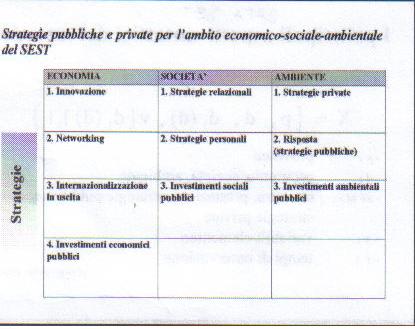 Strategie pubbliche e private per l'ambito economico-sociale-ambientale
del SEST
ECONOMIA SOCIETA' AMBIENTE
1. Innovazione 1. Strategie relazionali 1. Strategie private
2. Networking 2. Strategie personali 2. Risposta
(strategie pubbliche)
3. Internazionalizzazione 3. Investimenti sociali 3. Investimenti ambientali
in uscita pubblici pubblici
4. Investimenti economici
pubblici
Strategie